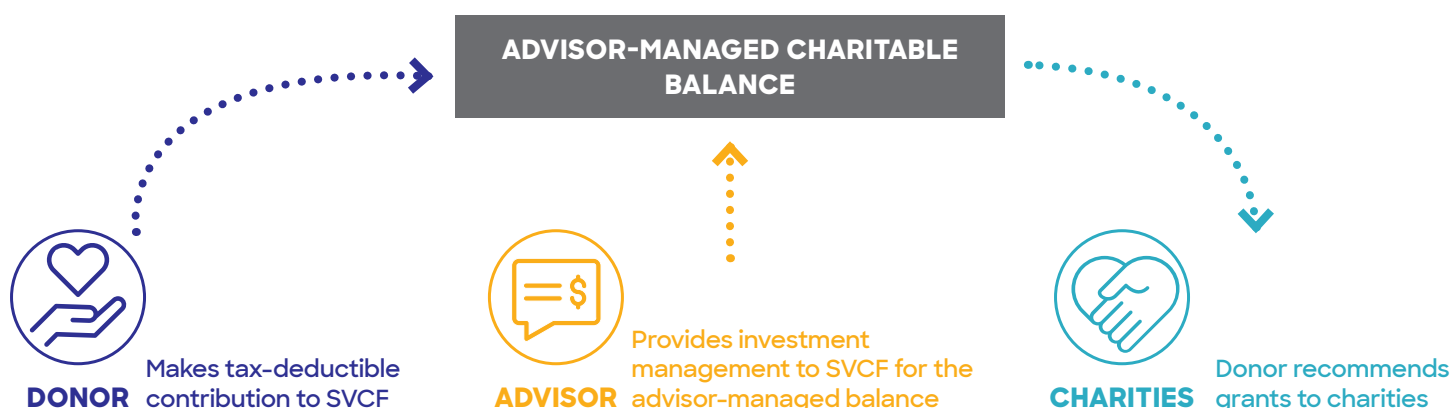 ADVISOR-MANAGED CHARITABLE
BALANCE
$
Makes tax-deductible
DONOR contribution to SVCF
Provides investment
management to SVCF for the
ADVISOR advisor-managed balance
Donor recommends
CHARITIES grants to charities